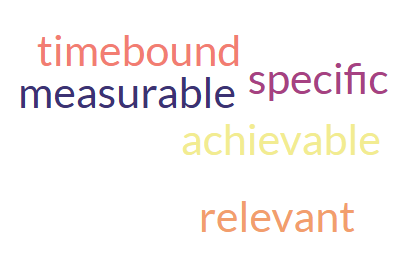 timebound
specific
measurable
achievable
relevant